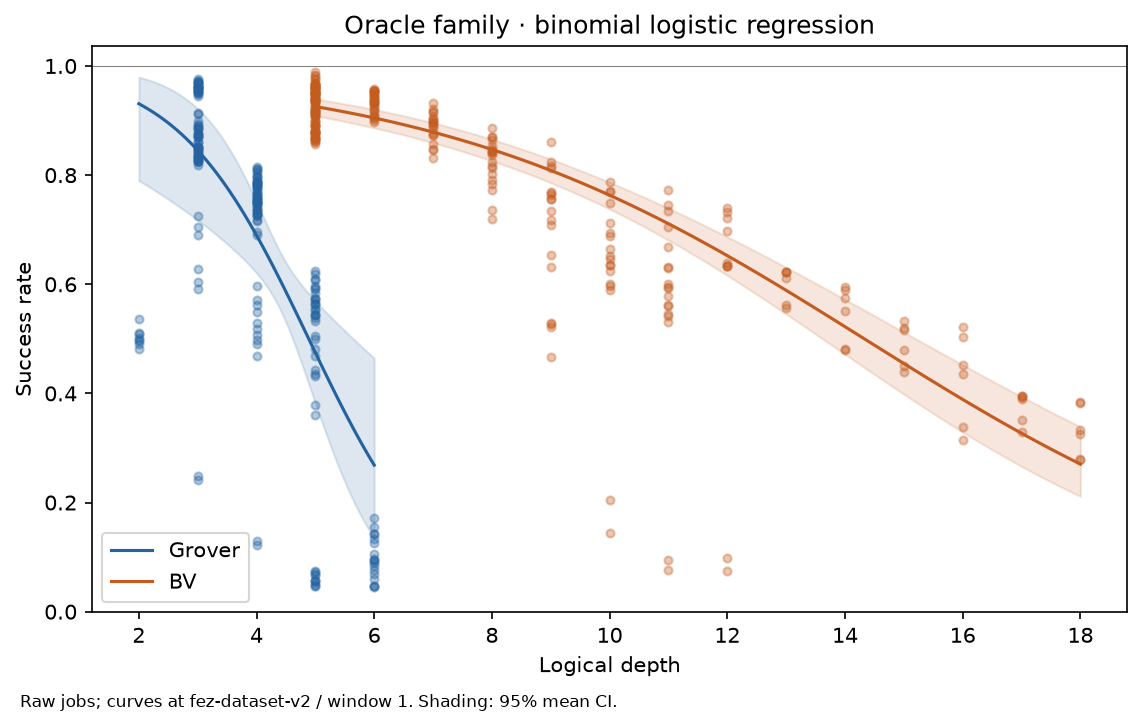 Oracle family · binomial logistic regression
Success rate
1.0
0.8
0.6
0.4
0.2
0.0
Grover
BV
2 4 6 8 10 12 14 16 18
Logical depth
Raw jobs; curves at fez-dataset-v2 / window 1. Shading: 95% mean CI.